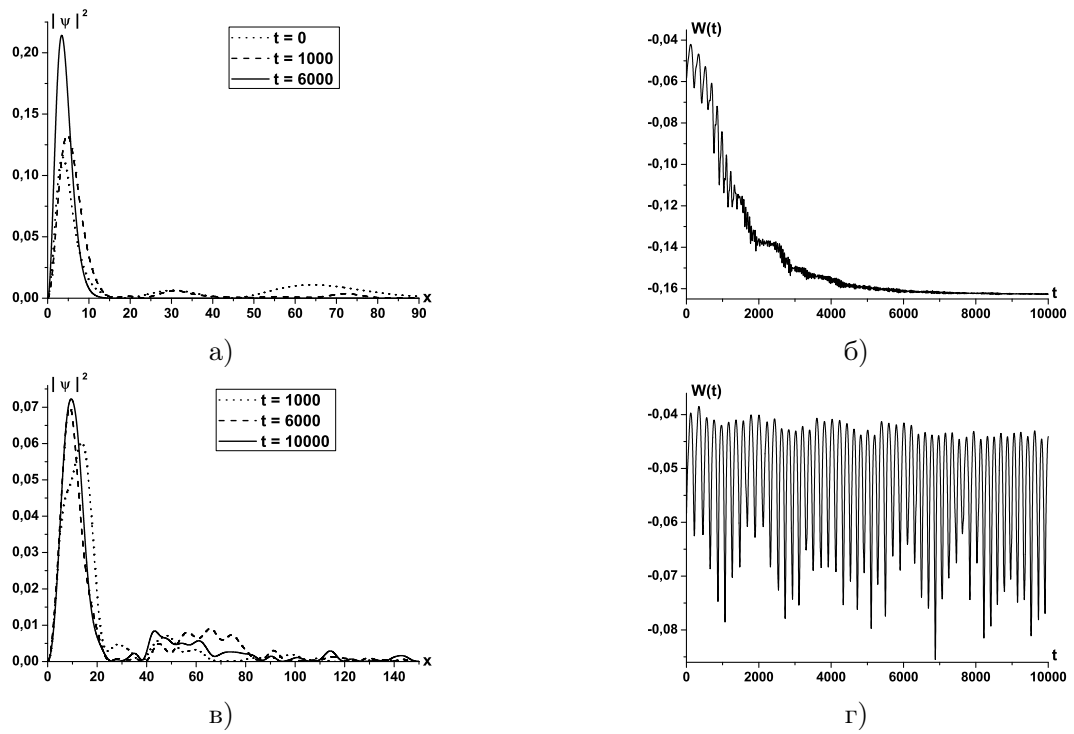 | ψ |²
t = 0
t = 1000
t = 6000
0,20
0,15
0,10
0,05
0,00
0 10 20 30 40 50 60 70 80 90
x
а)
W(t)
-0,04
-0,06
-0,08
-0,10
-0,12
-0,14
-0,16
t
0 2000 4000 6000 8000 10000
б)
| ψ |²
t = 1000
t = 6000
t = 10000
0,07
0,06
0,05
0,04
0,03
0,02
0,01
0,00
0 20 40 60 80 100 120 140
x
в)
W(t)
-0,04
-0,05
-0,06
-0,07
-0,08
t
0 2000 4000 6000 8000 10000
г)